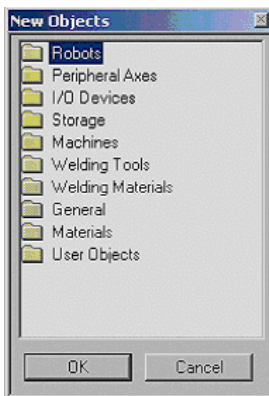 New Objects
Robots
Peripheral Axes
I/O Devices
Storage
Machines
Welding Tools
Welding Materials
General
Materials
User Objects
OK Cancel